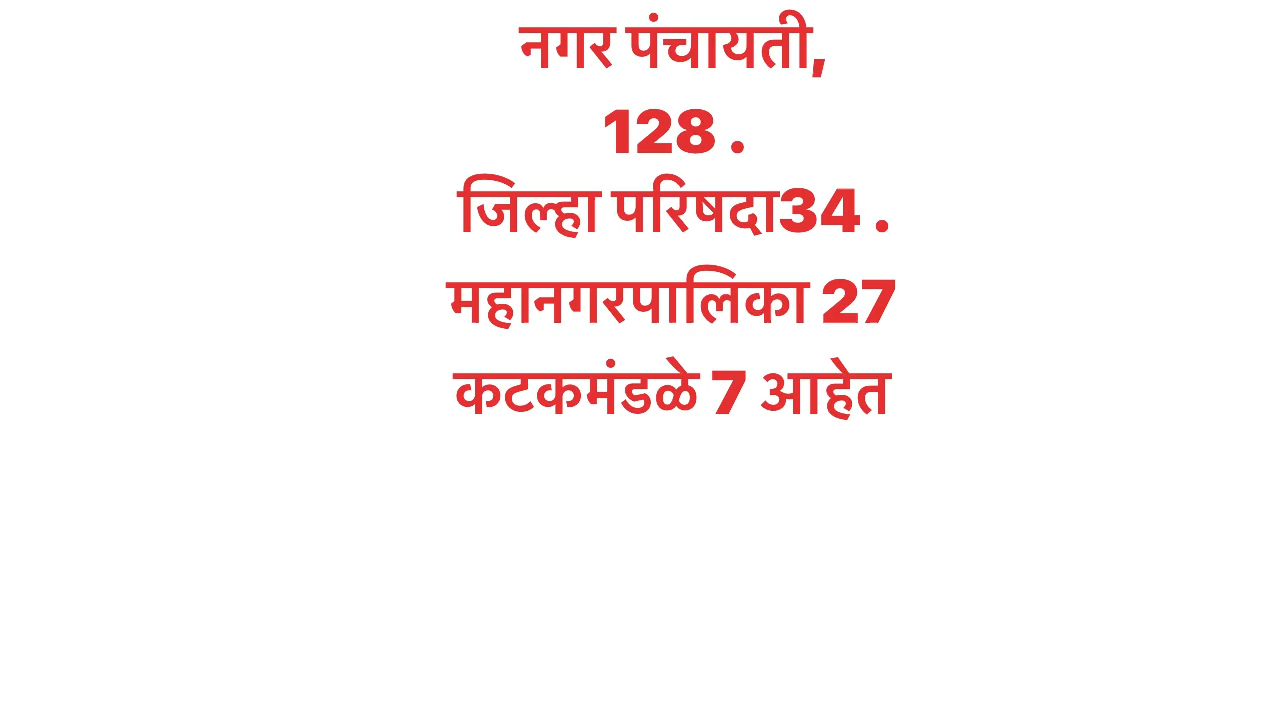 नगर पंचायती,
128 .
जिल्हा परिषदा34 .
महानगरपालिका 27
कटकमंडळे 7 आहेत